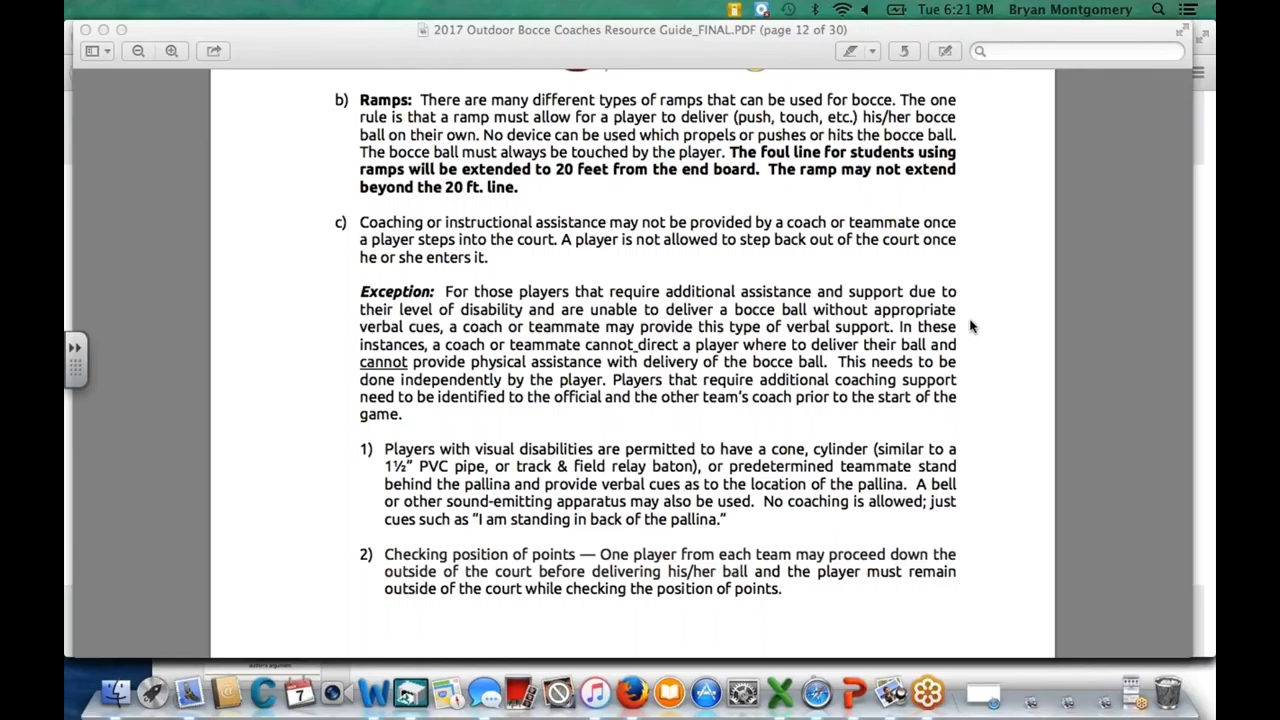 Tue 6:21 PM Bryan Montgomery
2017 Outdoor Bocce Coaches Resource Guide_FINAL.PDF (page 12 of 30)
b) Ramps: There are many different types of ramps that can be used for bocce. The one
rule is that a ramp must allow for a player to deliver (push, touch, etc.) his/her bocce
ball on their own. No device can be used which propels or pushes or hits the bocce ball.
The bocce ball must always be touched by the player. The foul line for students using
ramps will be extended to 20 feet from the end board. The ramp may not extend
beyond the 20 ft. line.
c) Coaching or instructional assistance may not be provided by a coach or teammate once
a player steps into the court. A player is not allowed to step back out of the court once
he or she enters it.
Exception: For those players that require additional assistance and support due to
their level of disability and are unable to deliver a bocce ball without appropriate
verbal cues, a coach or teammate may provide this type of verbal support. In these
instances, a coach or teammate cannot direct a player where to deliver their ball and
cannot provide physical assistance with delivery of the bocce ball. This needs to be
done independently by the player. Players that require additional coaching support
need to be identified to the official and the other team's coach prior to the start of the
game.
1) Players with visual disabilities are permitted to have a cone, cylinder (similar to a
1½" PVC pipe, or track & field relay baton), or predetermined teammate stand
behind the pallina and provide verbal cues as to the location of the pallina. A bell
or other sound-emitting apparatus may also be used. No coaching is allowed; just
cues such as "I am standing in back of the pallina."
2) Checking position of points — One player from each team may proceed down the
outside of the court before delivering his/her ball and the player must remain
outside of the court while checking the position of points.
7